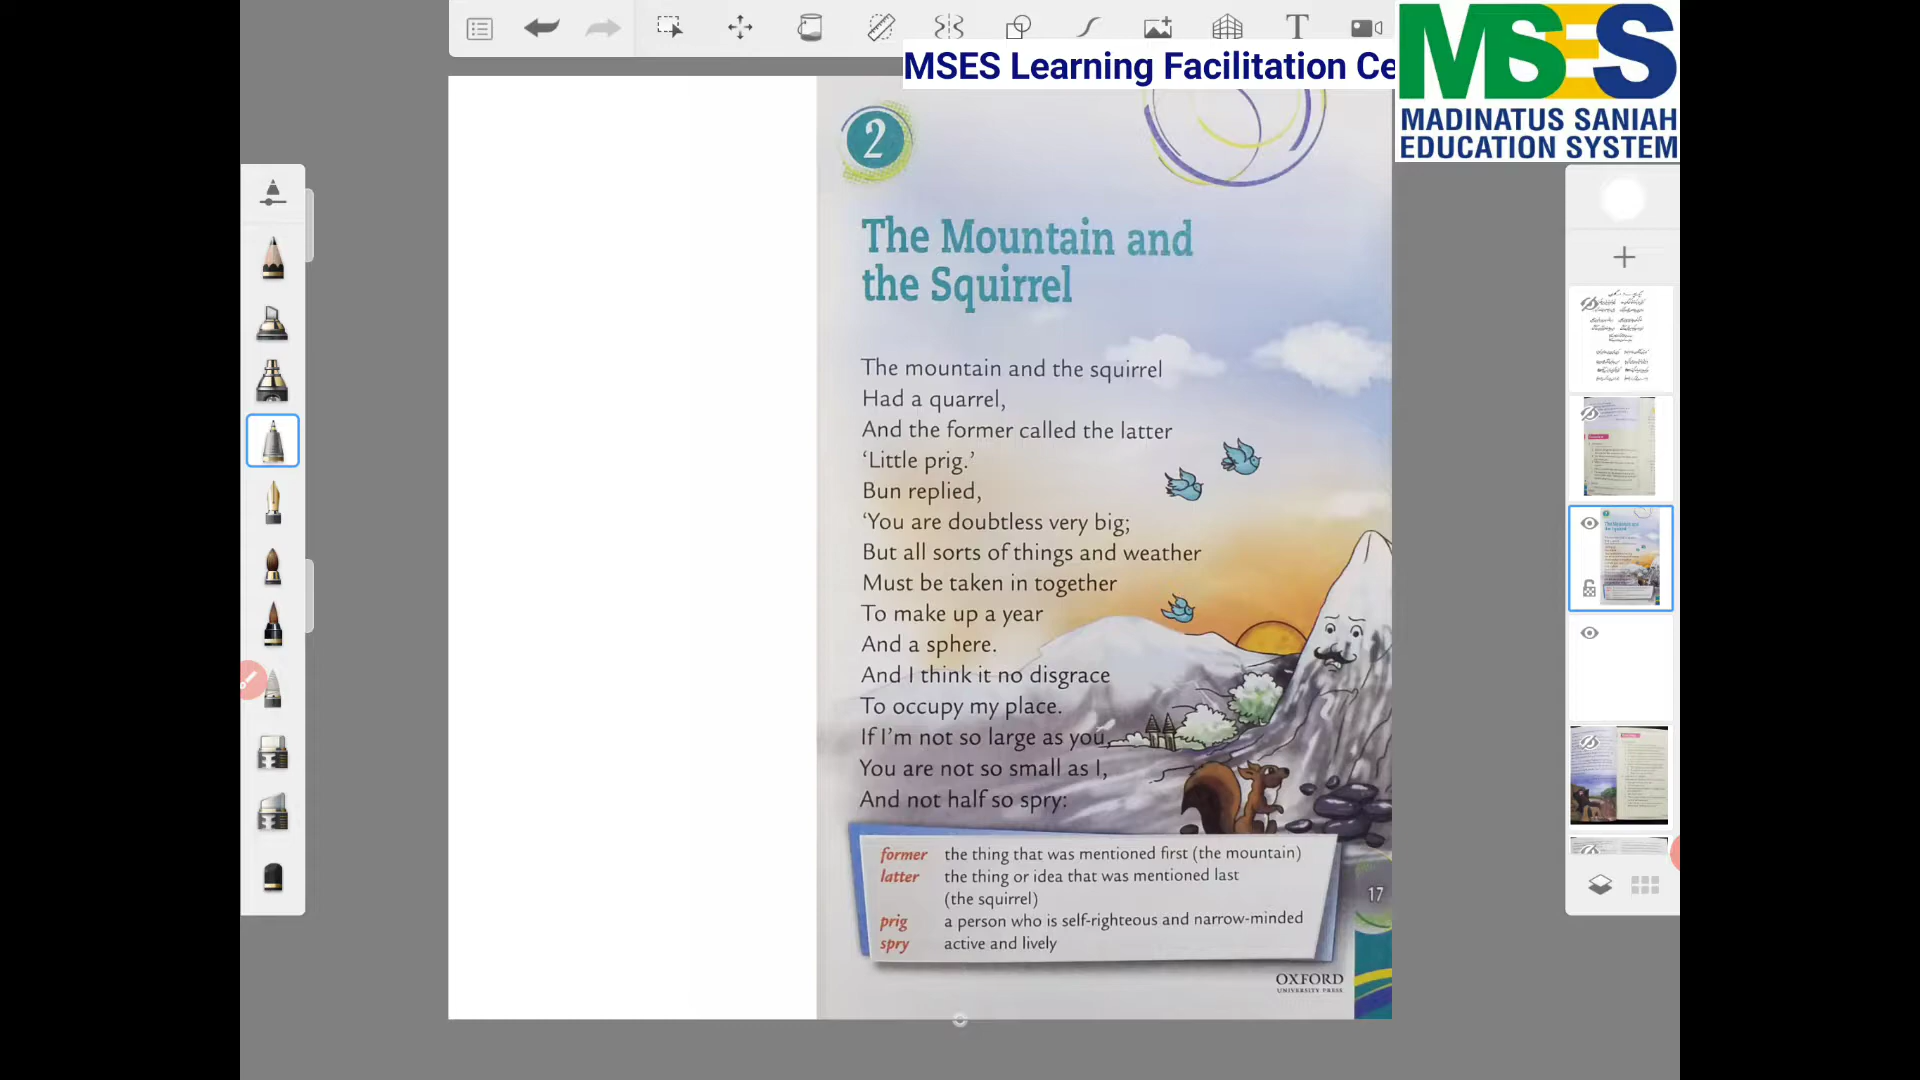 MSES Learning Facilitation Ce
MSES
MADINATUS SANIAH
EDUCATION SYSTEM
2
The Mountain and
the Squirrel
The mountain and the squirrel
Had a quarrel,
And the former called the latter
‘Little prig.’
Bun replied,
‘You are doubtless very big;
But all sorts of things and weather
Must be taken in together
To make up a year
And a sphere.
And I think it no disgrace
To occupy my place.
If I’m not so large as you,
You are not so small as I,
And not half so spry:
former the thing that was mentioned first (the mountain)
latter the thing or idea that was mentioned last
(the squirrel)
prig a person who is self-righteous and narrow-minded
spry active and lively
17
OXFORD
UNIVERSITY PRESS